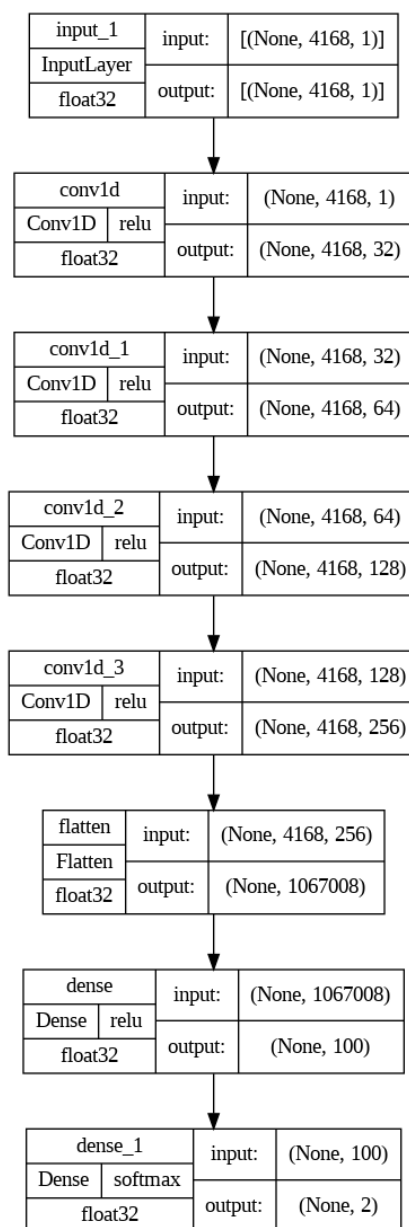 input_1
InputLayer
float32
input:
[(None, 4168, 1)]
output:
[(None, 4168, 1)]
conv1d
Conv1D relu
float32
input:
(None, 4168, 1)
output:
(None, 4168, 32)
conv1d_1
Conv1D relu
float32
input:
(None, 4168, 32)
output:
(None, 4168, 64)
conv1d_2
Conv1D relu
float32
input:
(None, 4168, 64)
output:
(None, 4168, 128)
conv1d_3
Conv1D relu
float32
input:
(None, 4168, 128)
output:
(None, 4168, 256)
flatten
Flatten
float32
input:
(None, 4168, 256)
output:
(None, 1067008)
dense
Dense relu
float32
input:
(None, 1067008)
output:
(None, 100)
dense_1
Dense softmax
float32
input:
(None, 100)
output:
(None, 2)